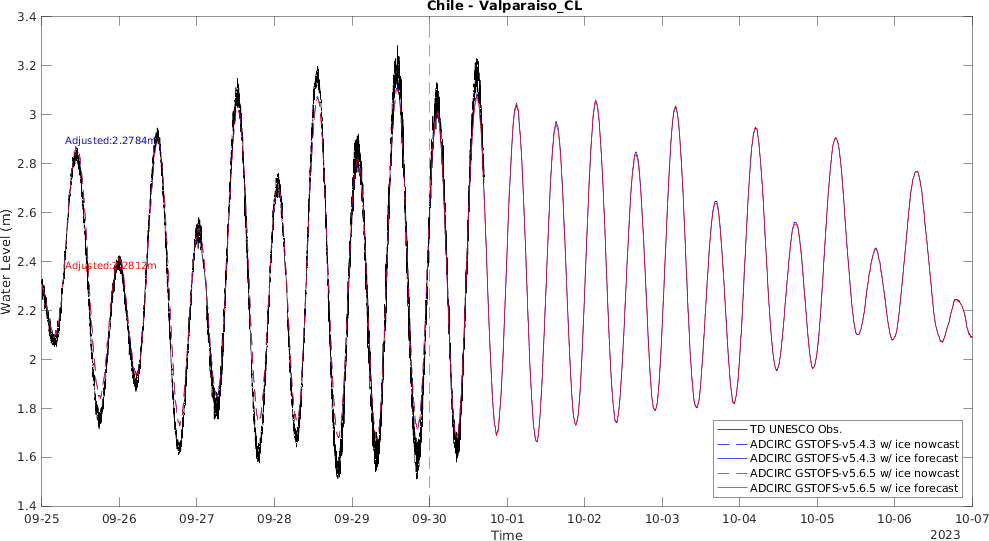 Chile - Valparaiso_CL
3.4
3.2
3
2.8
2.6
2.4
2.2
2
1.8
1.6
1.4
Water Level (m)
Adjusted:2.2784m
Adjusted:2.2812m
TD UNESCO Obs.
ADCIRC GSTOFS-v5.4.3 w/ ice nowcast
ADCIRC GSTOFS-v5.4.3 w/ ice forecast
ADCIRC GSTOFS-v5.6.5 w/ ice nowcast
ADCIRC GSTOFS-v5.6.5 w/ ice forecast
09-25 09-26 09-27 09-28 09-29 09-30 10-01 10-02 10-03 10-04 10-05 10-06 10-07
Time
2023